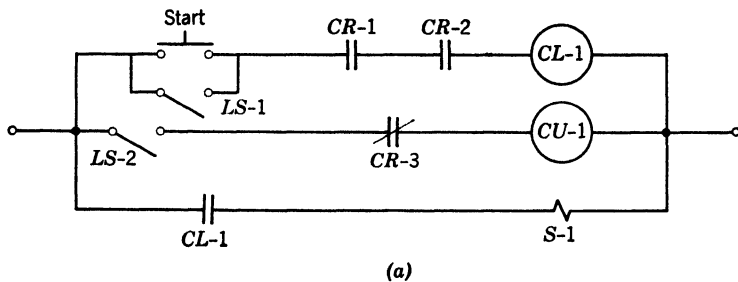 Start
CR-1
CR-2
CL-1
LS-1
LS-2
CR-3
CU-1
CL-1
S-1
(a)